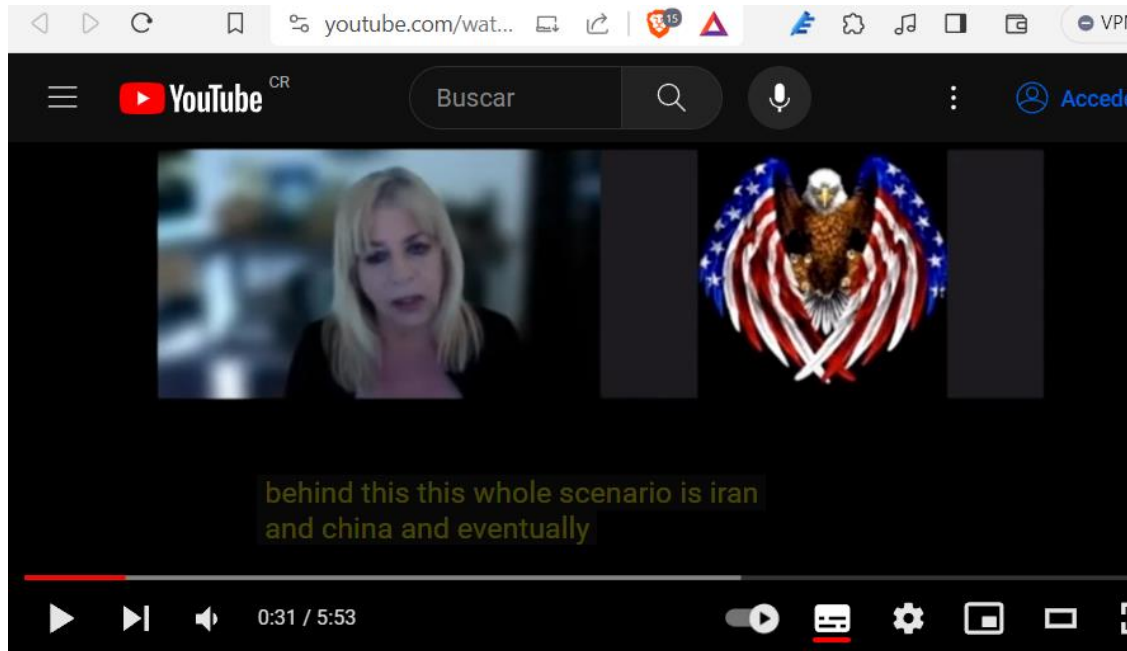 youtube.com/wat...
15
VPN
YouTube CR
Buscar
Accede
behind this this whole scenario is iran
and china and eventually
0:31 / 5:53